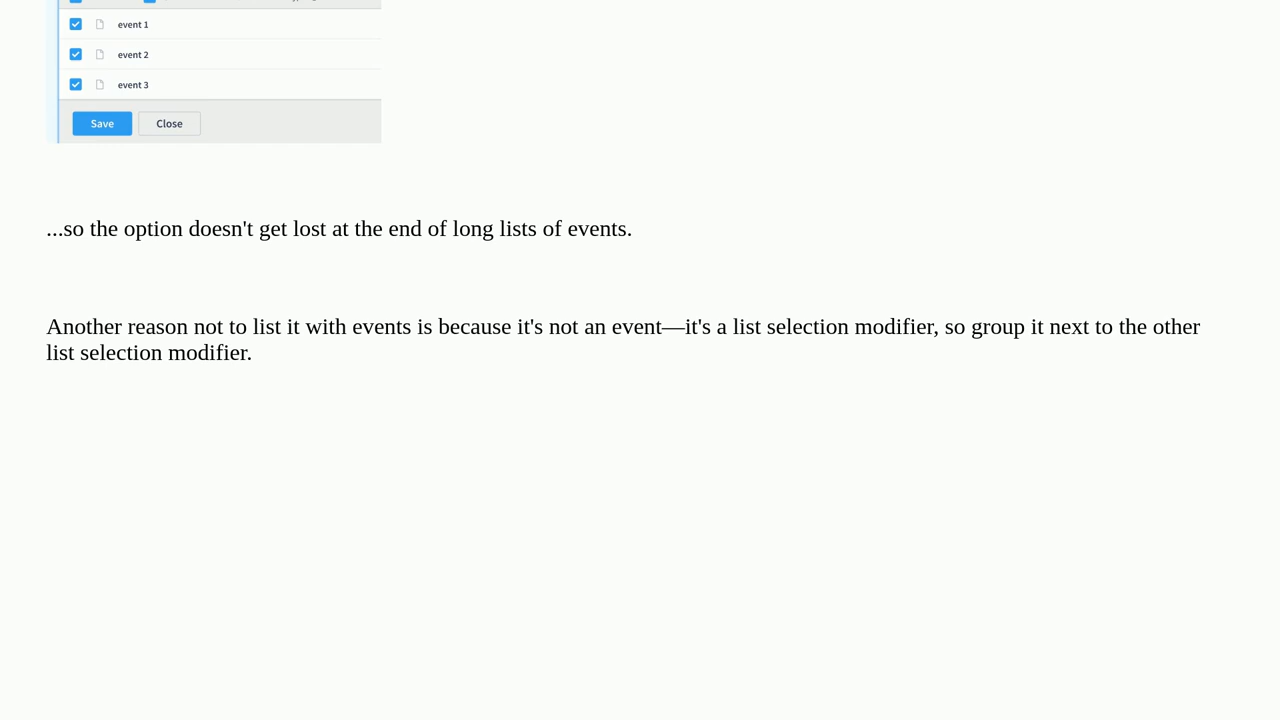 event 1
event 2
event 3
Save Close
...so the option doesn't get lost at the end of long lists of events.
Another reason not to list it with events is because it's not an event—it's a list selection modifier, so group it next to the other
list selection modifier.